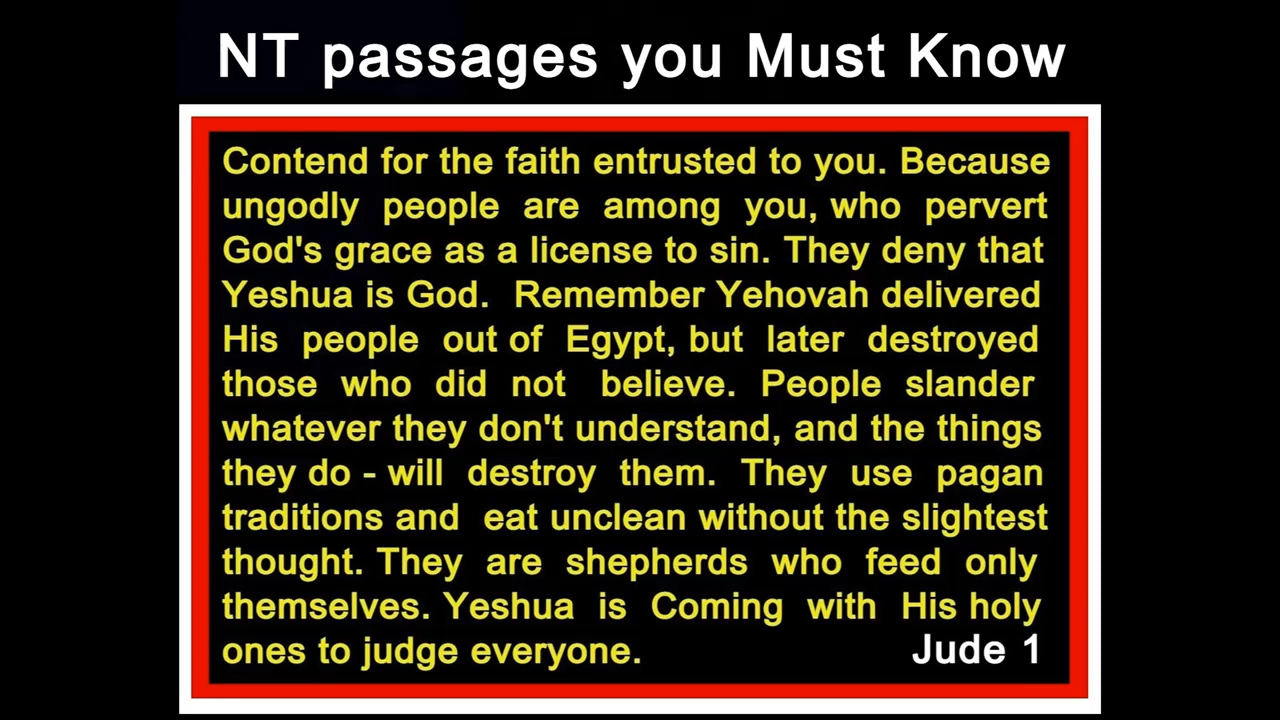 NT passages you Must Know
Contend for the faith entrusted to you. Because
ungodly people are among you, who pervert
God's grace as a license to sin. They deny that
Yeshua is God. Remember Yehovah delivered
His people out of Egypt, but later destroyed
those who did not believe. People slander
whatever they don't understand, and the things
they do - will destroy them. They use pagan
traditions and eat unclean without the slightest
thought. They are shepherds who feed only
themselves. Yeshua is Coming with His holy
ones to judge everyone. Jude 1